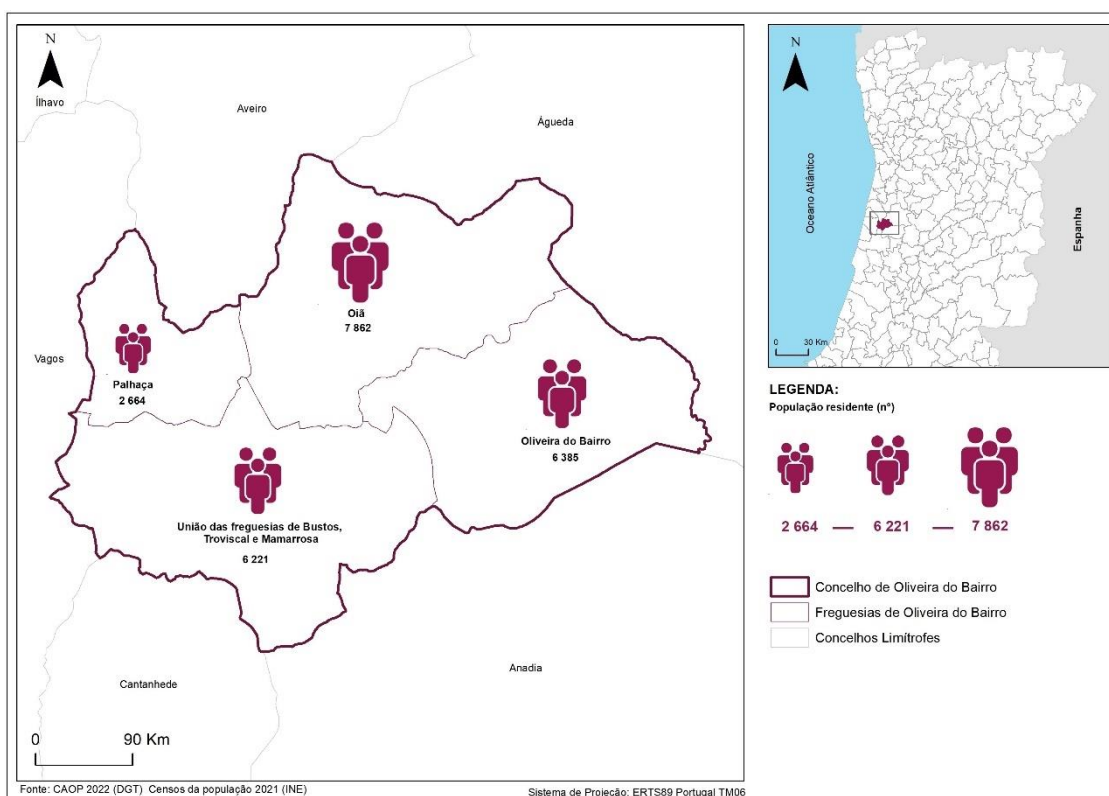 N
Ílhavo
Aveiro
Águeda
Oiã
7 862
Vagos
Palhaça
2 664
Oliveira do Bairro
6 385
União das freguesias de Bustos,
Troviscal e Mamarrosa
6 221
Anadia
Cantanhede
0 90 Km
Fonte: CAOP 2022 (DGT) Censos da população 2021 (INE)
Sistema de Projeção: ERTS89 Portugal TM06
N
Oceano Atlântico
Espanha
0 30 Km
LEGENDA:
População residente (nº)
2 664 — 6 221 — 7 862
Concelho de Oliveira do Bairro
Freguesias de Oliveira do Bairro
Concelhos Limítrofes